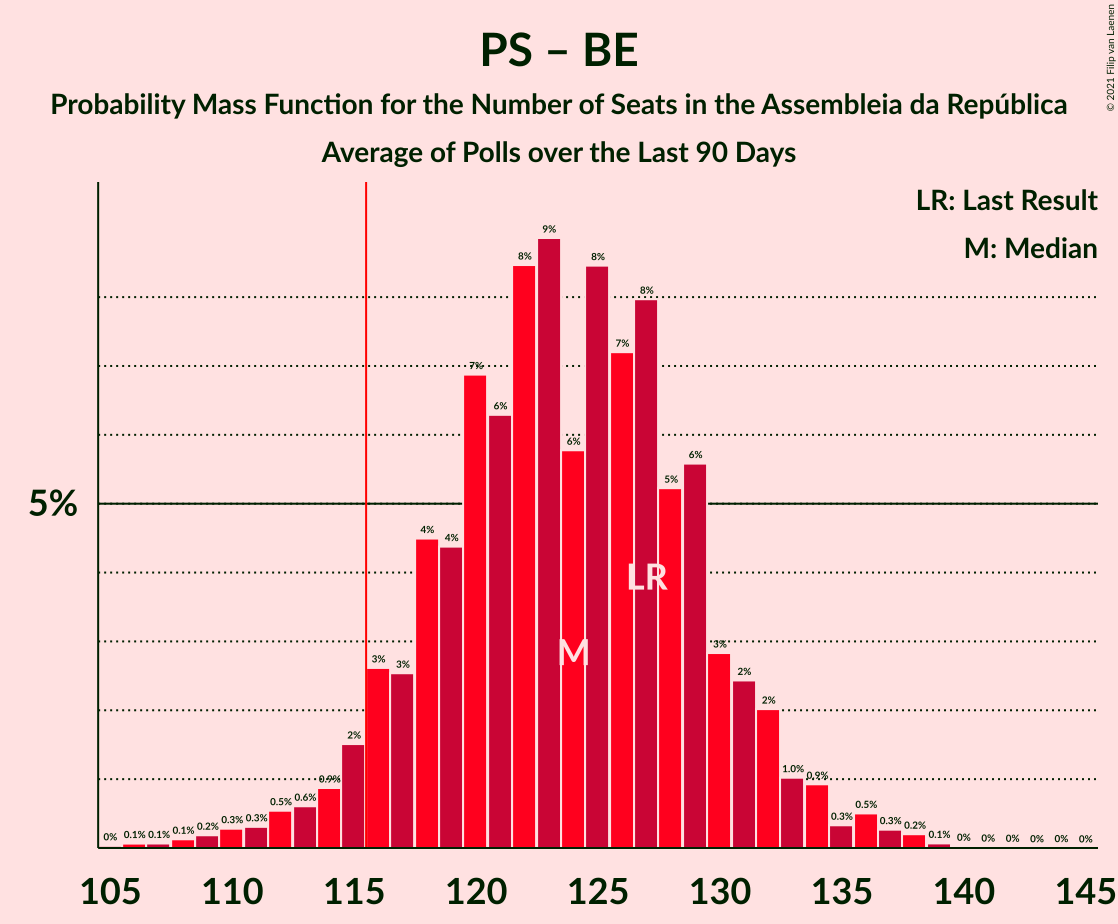 PS – BE
Probability Mass Function for the Number of Seats in the Assembleia da República
Average of Polls over the Last 90 Days
© 2021 Filip van Laenen
LR: Last Result
M: Median
5%
0% 0.1% 0.1% 0.1% 0.2% 0.3% 0.3% 0.5% 0.6% 0.9% 2% 3% 3% 4% 4% 7% 6% 8% 9% 6% 8% 7% 8% 5% 6% 3% 2% 2% 1.0% 0.9% 0.3% 0.5% 0.3% 0.2% 0.1% 0% 0% 0% 0% 0% 0%
LR
M
105 110 115 120 125 130 135 140 145